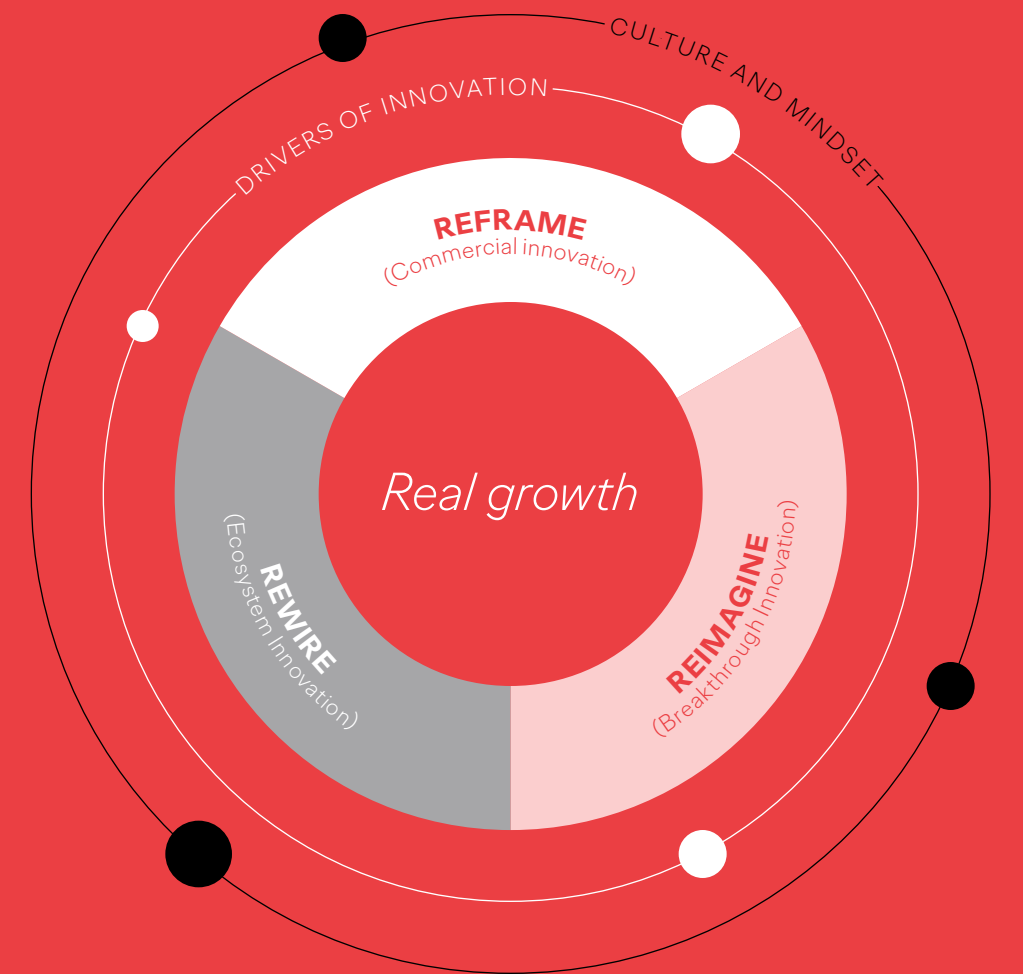 CULTURE AND MINDSET
DRIVERS OF INNOVATION
REFRAME
(Commercial innovation)
Real growth
REWIRE
(Ecosystem Innovation)
REIMAGINE
(Breakthrough Innovation)